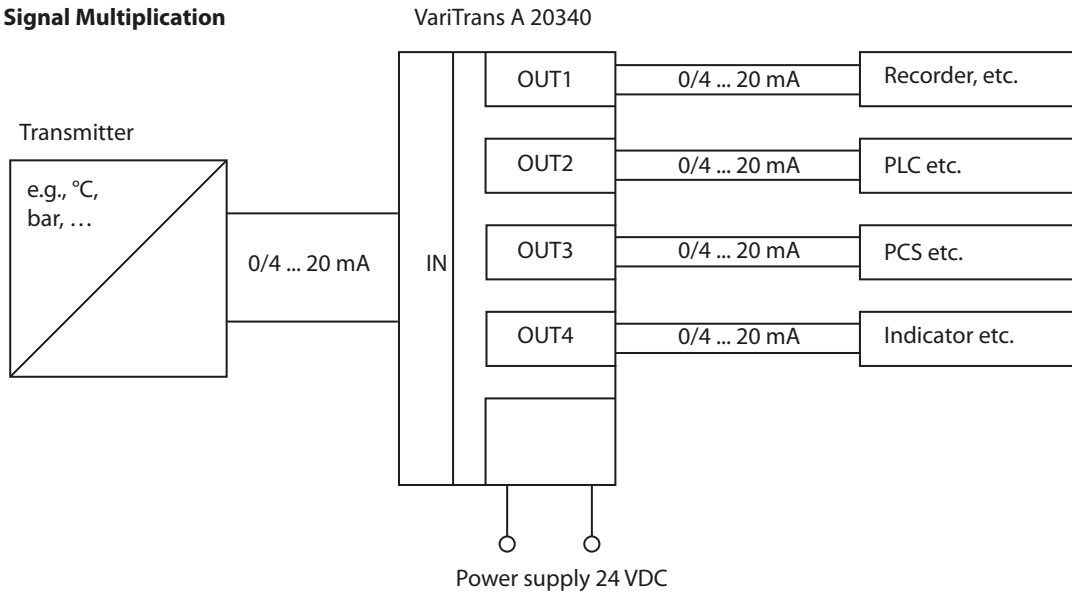 Signal Multiplication
VariTrans A 20340
Transmitter
e.g., °C,
bar, …
0/4 ... 20 mA
IN
OUT1
0/4 ... 20 mA
Recorder, etc.
OUT2
0/4 ... 20 mA
PLC etc.
OUT3
0/4 ... 20 mA
PCS etc.
OUT4
0/4 ... 20 mA
Indicator etc.
Power supply 24 VDC